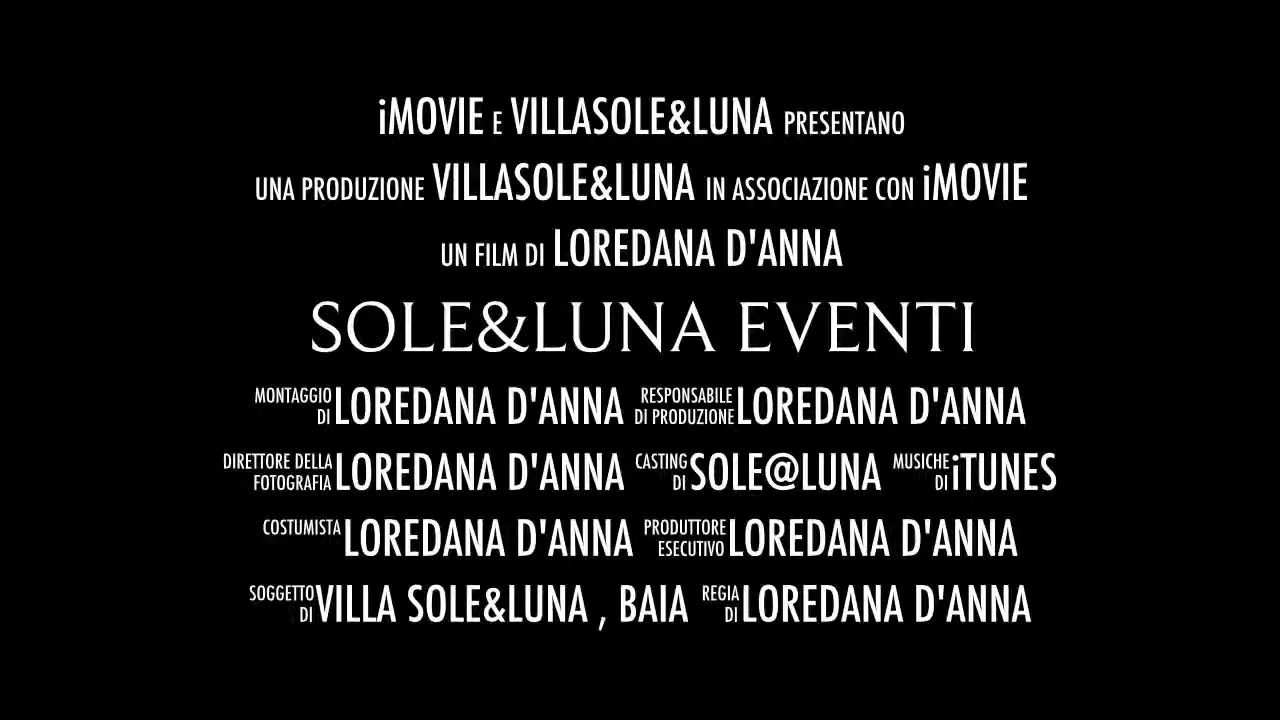 iMOVIE E VILLASOLE&LUNA PRESENTANO
UNA PRODUZIONE VILLASOLE&LUNA IN ASSOCIAZIONE CON iMOVIE
UN FILM DI LOREDANA D'ANNA
SOLE&LUNA EVENTI
MONTAGGIO DI LOREDANA D'ANNA RESPONSABILE DI PRODUZIONE LOREDANA D'ANNA
DIRETTORE DELLA FOTOGRAFIA LOREDANA D'ANNA CASTING DI SOLE@LUNA MUSICHE DI iTUNES
COSTUMISTA LOREDANA D'ANNA PRODUTTORE ESECUTIVO LOREDANA D'ANNA
SOGGETTO DI VILLA SOLE&LUNA , BAIA REGIA DI LOREDANA D'ANNA